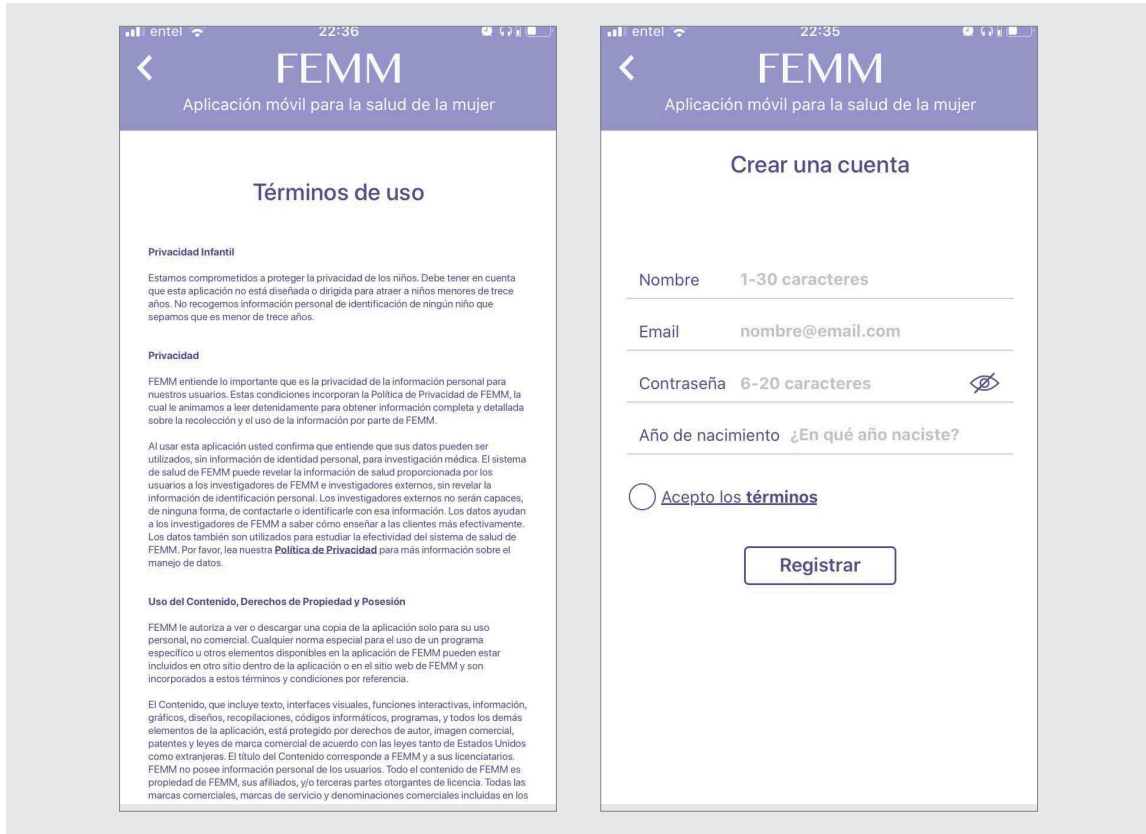 entel 22:36
FEMM
Aplicación móvil para la salud de la mujer
Términos de uso
Privacidad Infantil
Estamos comprometidos a proteger la privacidad de los niños. Debe tener en cuenta
que esta aplicación no está diseñada o dirigida para atraer a niños menores de trece
años. No recogemos información personal de identificación de ningún niño que
sepamos que es menor de trece años.
Privacidad
FEMM entiende lo importante que es la privacidad de la información personal para
nuestros usuarios. Estas condiciones incorporan la Política de Privacidad de FEMM, la
cual le animamos a leer detenidamente para obtener información completa y detallada
sobre la recolección y el uso de la información por parte de FEMM.
Al usar esta aplicación usted confirma que entiende que sus datos pueden ser
utilizados, sin información de identidad personal, para investigación médica. El sistema
de salud de FEMM puede revelar la información de salud proporcionada por los
usuarios a los investigadores de FEMM e investigadores externos, sin revelar la
información de identificación personal. Los investigadores externos no serán capaces,
de ninguna forma, de contactarle o identificarle con esa información. Los datos ayudan
a los investigadores de FEMM a saber cómo enseñar a las clientes más efectivamente.
Los datos también son utilizados para estudiar la efectividad del sistema de salud de
FEMM. Por favor, lea nuestra Política de Privacidad para más información sobre el
manejo de datos.
Uso del Contenido, Derechos de Propiedad y Posesión
FEMM le autoriza a ver o descargar una copia de la aplicación solo para su uso
personal, no comercial. Cualquier norma especial para el uso de un programa
específico u otros elementos disponibles en la aplicación de FEMM pueden estar
incluidos en otro sitio dentro de la aplicación o en el sitio web de FEMM y son
incorporados a estos términos y condiciones por referencia.
El Contenido, que incluye texto, interfaces visuales, funciones interactivas, información,
gráficos, diseños, recopilaciones, códigos informáticos, programas, y todos los demás
elementos de la aplicación, está protegido por derechos de autor, imagen comercial,
patentes y leyes de marca comercial de acuerdo con las leyes tanto de Estados Unidos
como extranjeras. El título del Contenido corresponde a FEMM y a sus licenciatarios.
FEMM no posee información personal de los usuarios. Todo el contenido de FEMM es
propiedad de FEMM, sus afiliados, y/o terceras partes otorgantes de licencia. Todas las
marcas comerciales, marcas de servicio y denominaciones comerciales incluidas en los
entel 22:35
FEMM
Aplicación móvil para la salud de la mujer
Crear una cuenta
Nombre 1-30 caracteres
Email nombre@email.com
Contraseña 6-20 caracteres
Año de nacimiento ¿En qué año naciste?
Acepto los términos
Registrar